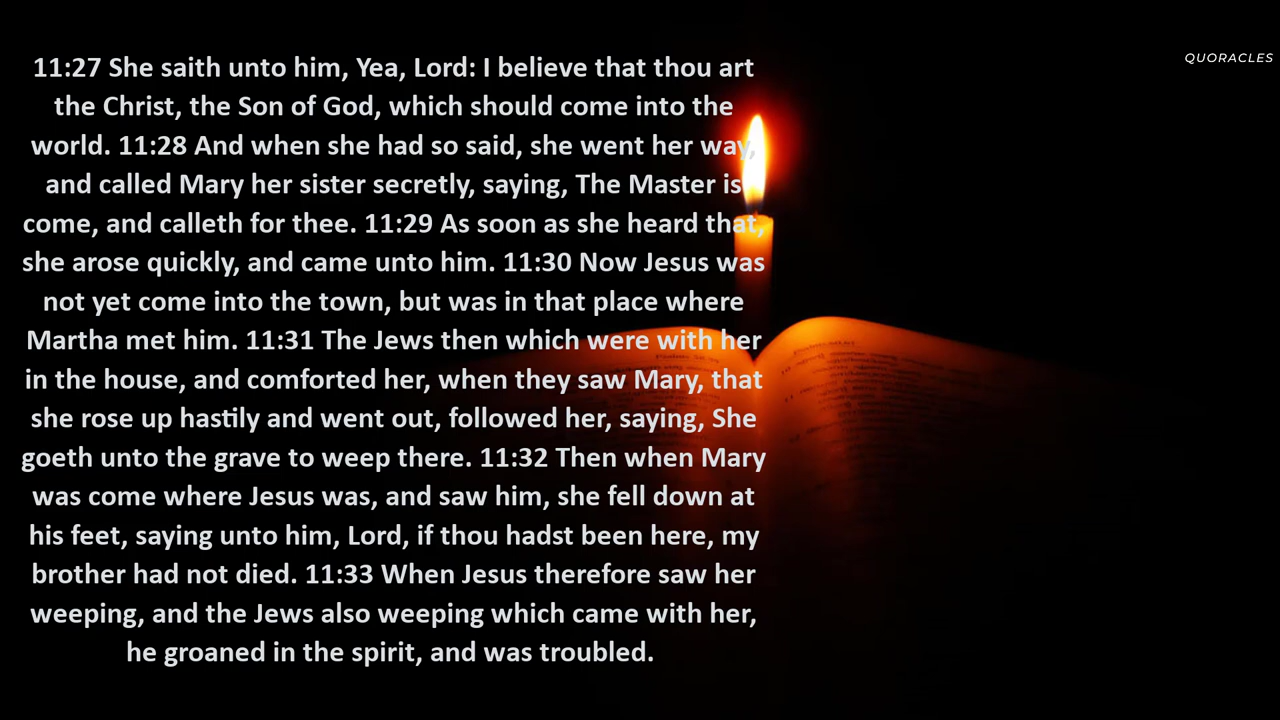 11:27 She saith unto him, Yea, Lord: I believe that thou art
the Christ, the Son of God, which should come into the
world. 11:28 And when she had so said, she went her way,
and called Mary her sister secretly, saying, The Master is
come, and calleth for thee. 11:29 As soon as she heard that,
she arose quickly, and came unto him. 11:30 Now Jesus was
not yet come into the town, but was in that place where
Martha met him. 11:31 The Jews then which were with her
in the house, and comforted her, when they saw Mary, that
she rose up hastily and went out, followed her, saying, She
goeth unto the grave to weep there. 11:32 Then when Mary
was come where Jesus was, and saw him, she fell down at
his feet, saying unto him, Lord, if thou hadst been here, my
brother had not died. 11:33 When Jesus therefore saw her
weeping, and the Jews also weeping which came with her,
he groaned in the spirit, and was troubled.
QUORACLES